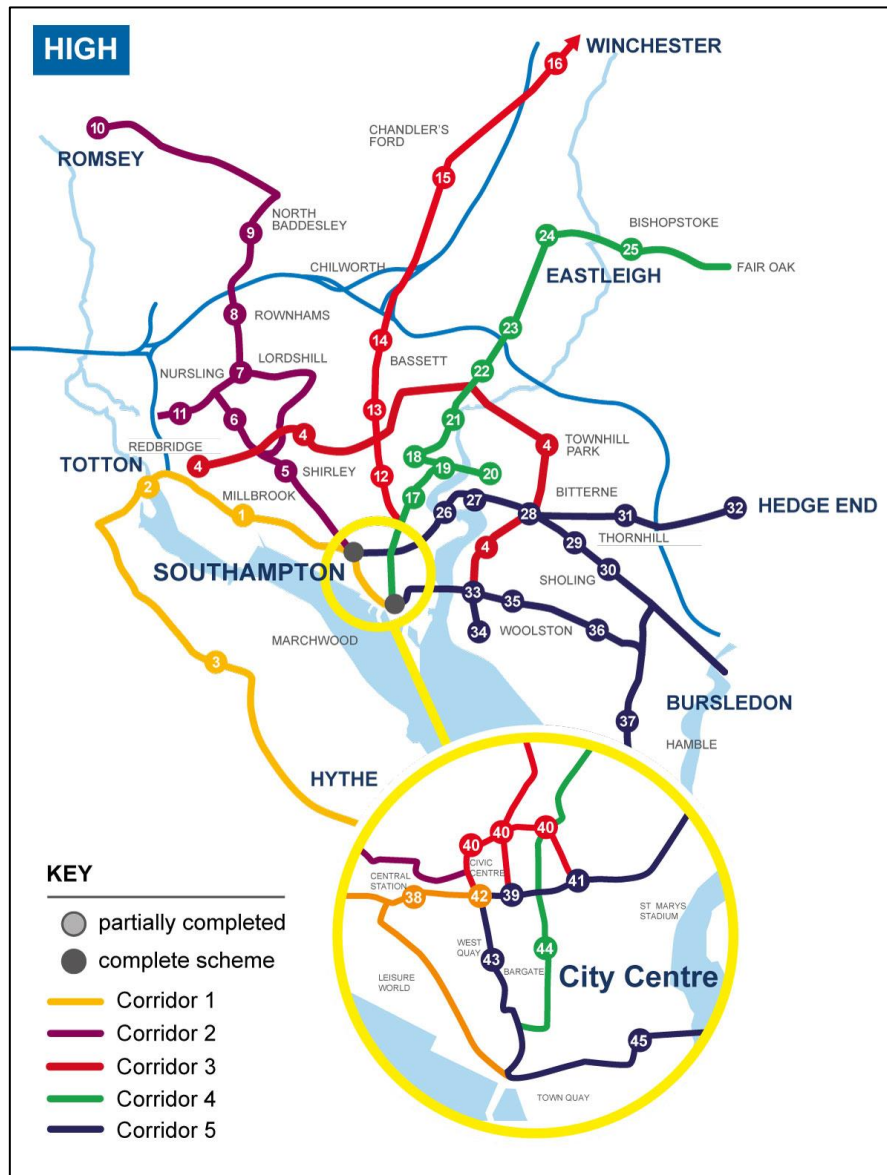 HIGH
WINCHESTER
16
10
ROMSEY
CHANDLER'S
FORD
15
NORTH
BADDESLEY
9
BISHOPSTOKE
24
25
FAIR OAK
EASTLEIGH
CHILWORTH
8
ROWNHAMS
23
14
BASSETT
LORDSHILL
NURSLING
7
22
11
6
13
21
REDBRIDGE
4
4
TOWNHILL
PARK
4
TOTTON
5
SHIRLEY
12
18
19
20
2
MILLBROOK
1
17
26
27
BITTERNE
28
31
32
HEDGE END
THORNHILL
29
4
SHOLING
30
SOUTHAMPTON
33
35
34
WOOLSTON
36
MARCHWOOD
3
BURSLEDON
37
HAMBLE
HYTHE
40
40
40
CIVIC
CENTRE
CENTRAL
STATION
38
42
39
41
ST MARYS
STADIUM
WEST
QUAY
43
BARGATE
44
City Centre
LEISURE
WORLD
45
TOWN QUAY
KEY
partially completed
complete scheme
Corridor 1
Corridor 2
Corridor 3
Corridor 4
Corridor 5